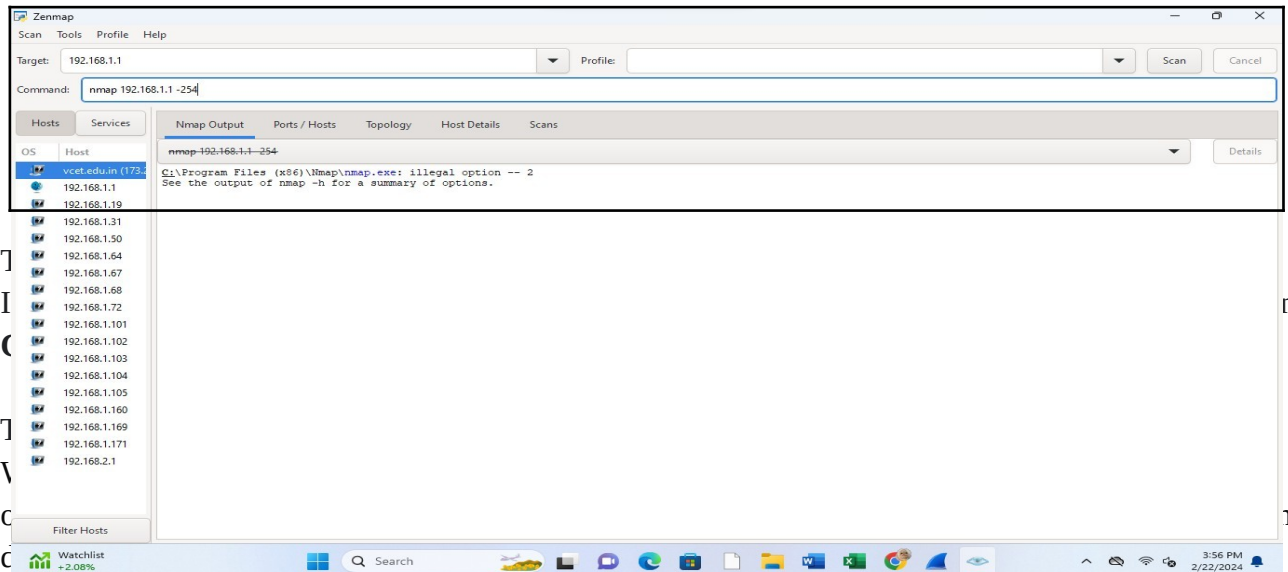 Zenmap
Scan Tools Profile Help
Target: 192.168.1.1 Profile: Scan Cancel
Command: nmap 192.168.1.1 -254
Hosts Services Nmap Output Ports / Hosts Topology Host Details Scans
OS Host nmap 192.168.1.1 -254 Details
vcet.edu.in (173.2
C:\Program Files (x86)\Nmap\nmap.exe: illegal option -- 2
See the output of nmap -h for a summary of options.
192.168.1.1
192.168.1.19
192.168.1.31
192.168.1.50
192.168.1.64
192.168.1.67
192.168.1.68
192.168.1.72
192.168.1.101
192.168.1.102
192.168.1.103
192.168.1.104
192.168.1.105
192.168.1.160
192.168.1.169
192.168.1.171
192.168.2.1
Filter Hosts
Watchlist
+2.08%
Search
3:56 PM
2/22/2024